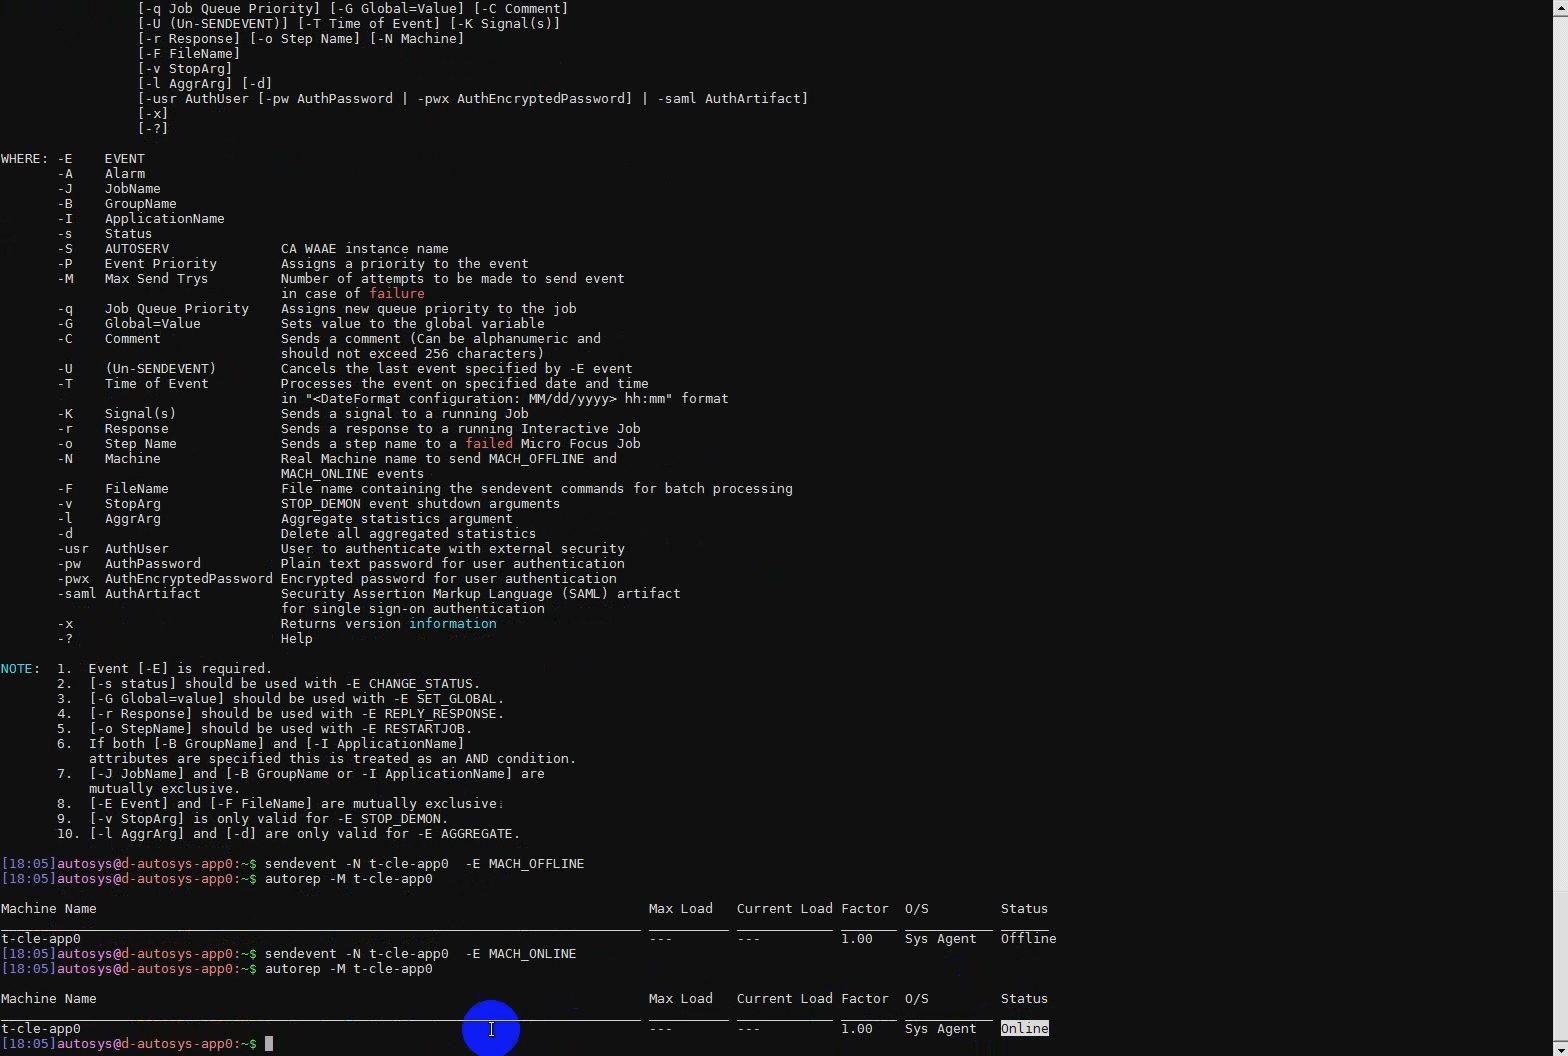 [-q Job Queue Priority] [-G Global=Value] [-C Comment]
[-U (Un-SENDEVENT)] [-T Time of Event] [-K Signal(s)]
[-r Response] [-o Step Name] [-N Machine]
[-F FileName]
[-v StopArg]
[-l AggrArg] [-d]
[-usr AuthUser [-pw AuthPassword | -pwx AuthEncryptedPassword] | -saml AuthArtifact]
[-x]
[-?]
WHERE: -E    EVENT
-A    Alarm
-J    JobName
-B    GroupName
-I    ApplicationName
-s    Status
-S    AUTOSERV              CA WAAE instance name
-P    Event Priority        Assigns a priority to the event
-M    Max Send Trys         Number of attempts to be made to send event
in case of failure
-q    Job Queue Priority    Assigns new queue priority to the job
-G    Global=Value          Sets value to the global variable
-C    Comment               Sends a comment (Can be alphanumeric and
should not exceed 256 characters)
-U    (Un-SENDEVENT)        Cancels the last event specified by -E event
-T    Time of Event         Processes the event on specified date and time
in "<DateFormat configuration: MM/dd/yyyy> hh:mm" format
-K    Signal(s)             Sends a signal to a running Job
-r    Response              Sends a response to a running Interactive Job
-o    Step Name             Sends a step name to a failed Micro Focus Job
-N    Machine               Real Machine name to send MACH_OFFLINE and
MACH_ONLINE events
-F    FileName              File name containing the sendevent commands for batch processing
-v    StopArg               STOP_DEMON event shutdown arguments
-l    AggrArg               Aggregate statistics argument
-d                          Delete all aggregated statistics
-usr  AuthUser              User to authenticate with external security
-pw   AuthPassword          Plain text password for user authentication
-pwx  AuthEncryptedPassword Encrypted password for user authentication
-saml AuthArtifact          Security Assertion Markup Language (SAML) artifact
for single sign-on authentication
-x                          Returns version information
-?                          Help
NOTE:  1.  Event [-E] is required.
2.  [-s status] should be used with -E CHANGE_STATUS.
3.  [-G Global=value] should be used with -E SET_GLOBAL.
4.  [-r Response] should be used with -E REPLY_RESPONSE.
5.  [-o StepName] should be used with -E RESTARTJOB.
6.  If both [-B GroupName] and [-I ApplicationName]
attributes are specified this is treated as an AND condition.
7.  [-J JobName] and [-B GroupName or -I ApplicationName] are
mutually exclusive.
8.  [-E Event] and [-F FileName] are mutually exclusive.
9.  [-v StopArg] is only valid for -E STOP_DEMON.
10. [-l AggrArg] and [-d] are only valid for -E AGGREGATE.
[18:05]autosys@d-autosys-app0:~$ sendevent -N t-cle-app0  -E MACH_OFFLINE
[18:05]autosys@d-autosys-app0:~$ autorep -M t-cle-app0
Machine Name Max Load Current Load Factor O/S Status
t-cle-app0 --- --- 1.00 Sys Agent Offline
[18:05]autosys@d-autosys-app0:~$ sendevent -N t-cle-app0  -E MACH_ONLINE
[18:05]autosys@d-autosys-app0:~$ autorep -M t-cle-app0
Machine Name Max Load Current Load Factor O/S Status
t-cle-app0 --- --- 1.00 Sys Agent Online
[18:05]autosys@d-autosys-app0:~$